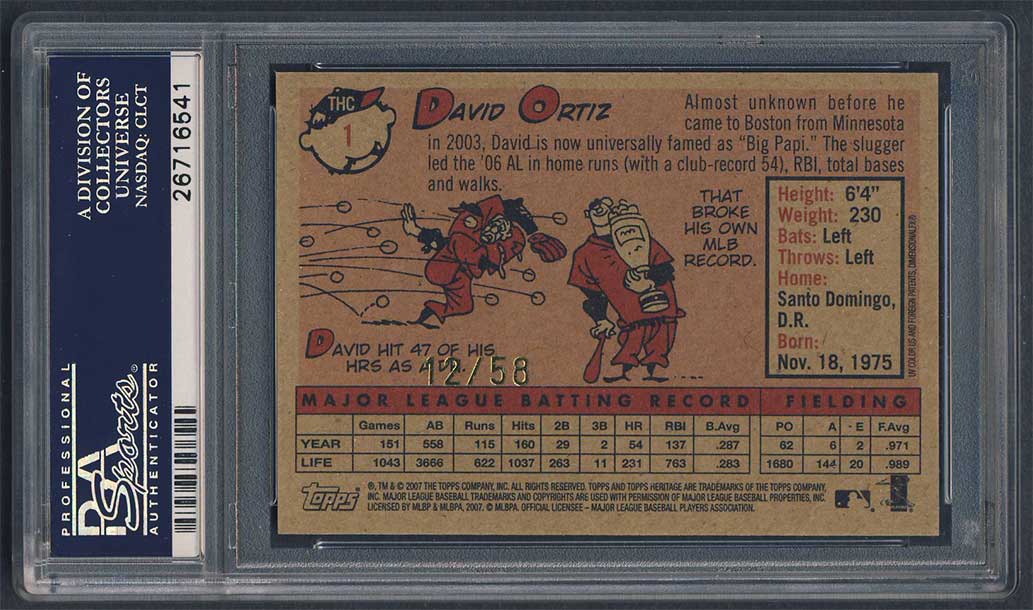 A DIVISION OF
COLLECTORS
UNIVERSE
NASDAQ: CLCT
26716541
PROFESSIONAL
PSA
Sports®
AUTHENTICATOR
THC
1
DAVID ORTIZ
Almost unknown before he
came to Boston from Minnesota
in 2003, David is now universally famed as "Big Papi." The slugger
led the '06 AL in home runs (with a club-record 54), RBI, total bases
and walks.
THAT
BROKE
HIS OWN
MLB
RECORD.
Height: 6'4"
Weight: 230
Bats: Left
Throws: Left
Home:
Santo Domingo,
D.R.
Born:
Nov. 18, 1975
UV COLOR US AND FOREIGN PATENTS, DIMENSIONALEX®
DAVID HIT 47 OF HIS
HRS AS A D.H.
12/58
MAJOR LEAGUE BATTING RECORD FIELDING
Games AB Runs Hits 2B 3B HR RBI B.Avg PO A - E F.Avg
YEAR 151 558 115 160 29 2 54 137 .287 62 6 2 .971
LIFE 1043 3666 622 1037 263 11 231 763 .283 1680 144 20 .989
Topps
®, TM & © 2007 THE TOPPS COMPANY, INC. ALL RIGHTS RESERVED. TOPPS AND TOPPS HERITAGE ARE TRADEMARKS OF THE TOPPS COMPANY,
INC. MAJOR LEAGUE BASEBALL TRADEMARKS AND COPYRIGHTS ARE USED WITH PERMISSION OF MAJOR LEAGUE BASEBALL PROPERTIES, INC.
LICENSED BY MLBP & MLBPA, 2007. © MLBPA. OFFICIAL LICENSEE – MAJOR LEAGUE BASEBALL PLAYERS ASSOCIATION.